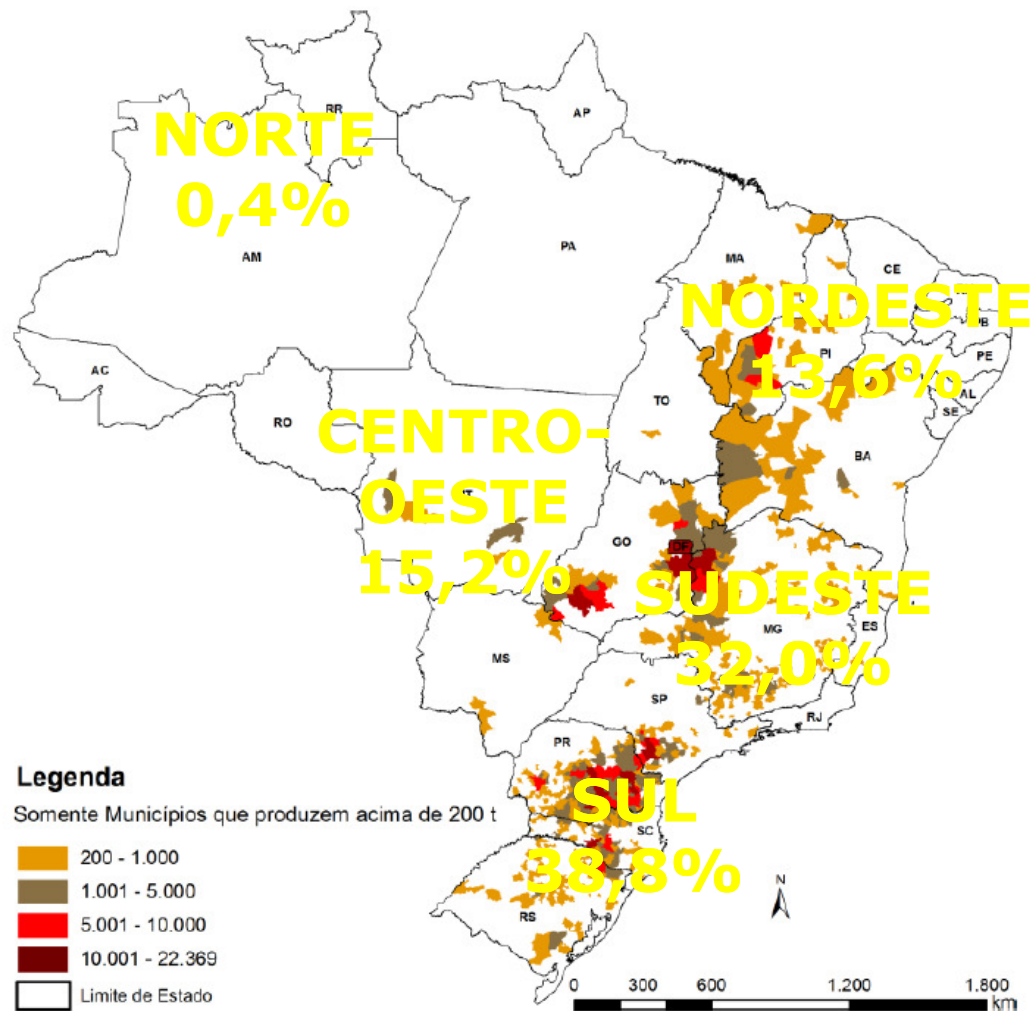 RR
AP
NORTE
0,4%
AM
PA
MA
CE
NORDESTE
13,6%
PB
PI
PE
AL
SE
AC
TO
RO
BA
CENTRO-
OESTE
15,2%
GO
DF
SUDESTE
32,0%
MG
ES
MS
SP
RJ
PR
SUL
38,8%
SC
RS
Legenda
Somente Municípios que produzem acima de 200 t
200 - 1.000
1.001 - 5.000
5.001 - 10.000
10.001 - 22.369
Limite de Estado
N
0 300 600 1.200 1.800
km